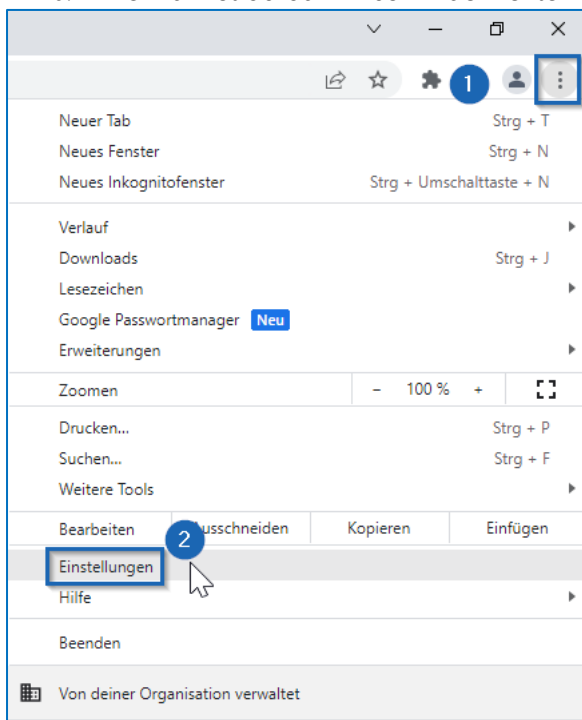 1
Neuer Tab Strg + T
Neues Fenster Strg + N
Neues Inkognitofenster Strg + Umschalttaste + N
Verlauf
Downloads Strg + J
Lesezeichen
Google Passwortmanager Neu
Erweiterungen
Zoomen - 100 % +
Drucken... Strg + P
Suchen... Strg + F
Weitere Tools
Bearbeiten Ausschneiden Kopieren Einfügen
2
Einstellungen
Hilfe
Beenden
Von deiner Organisation verwaltet